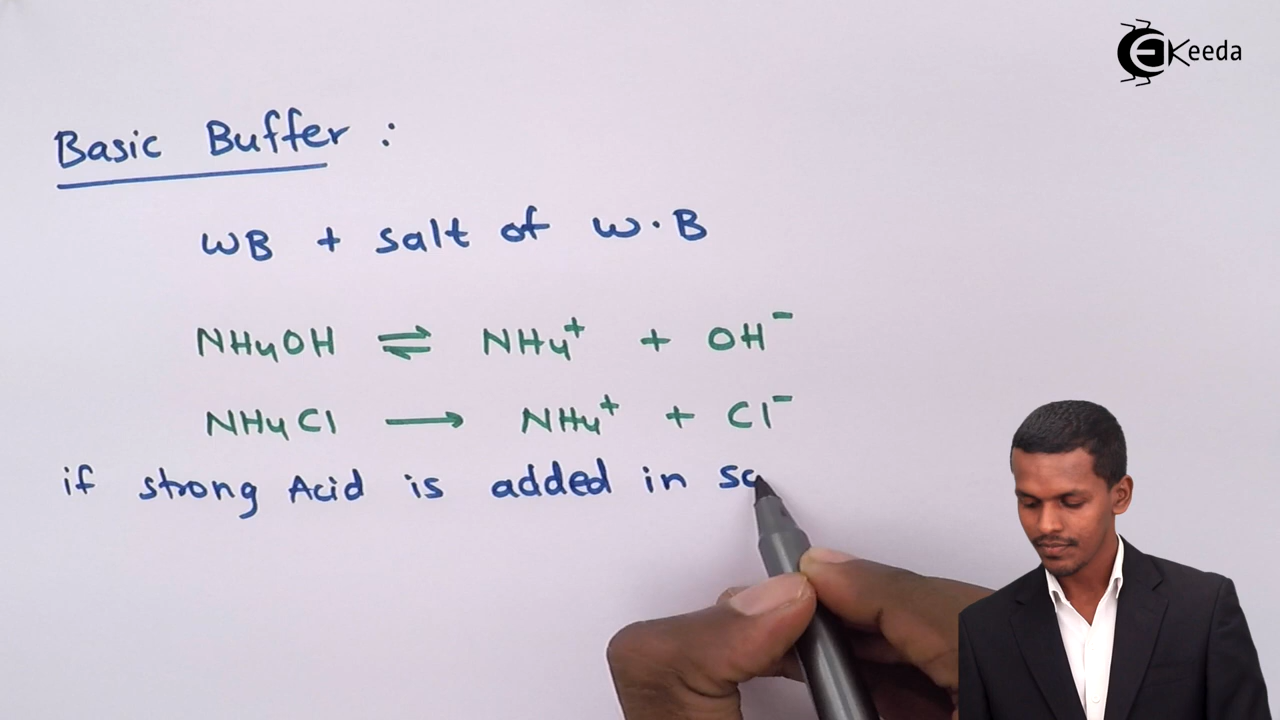 EKeeda
Basic Buffer :
WB + salt of W.B
NH4OH ⇌ NH4+ + OH-
NH4Cl ⟶ NH4+ + Cl-
if strong Acid is added in so